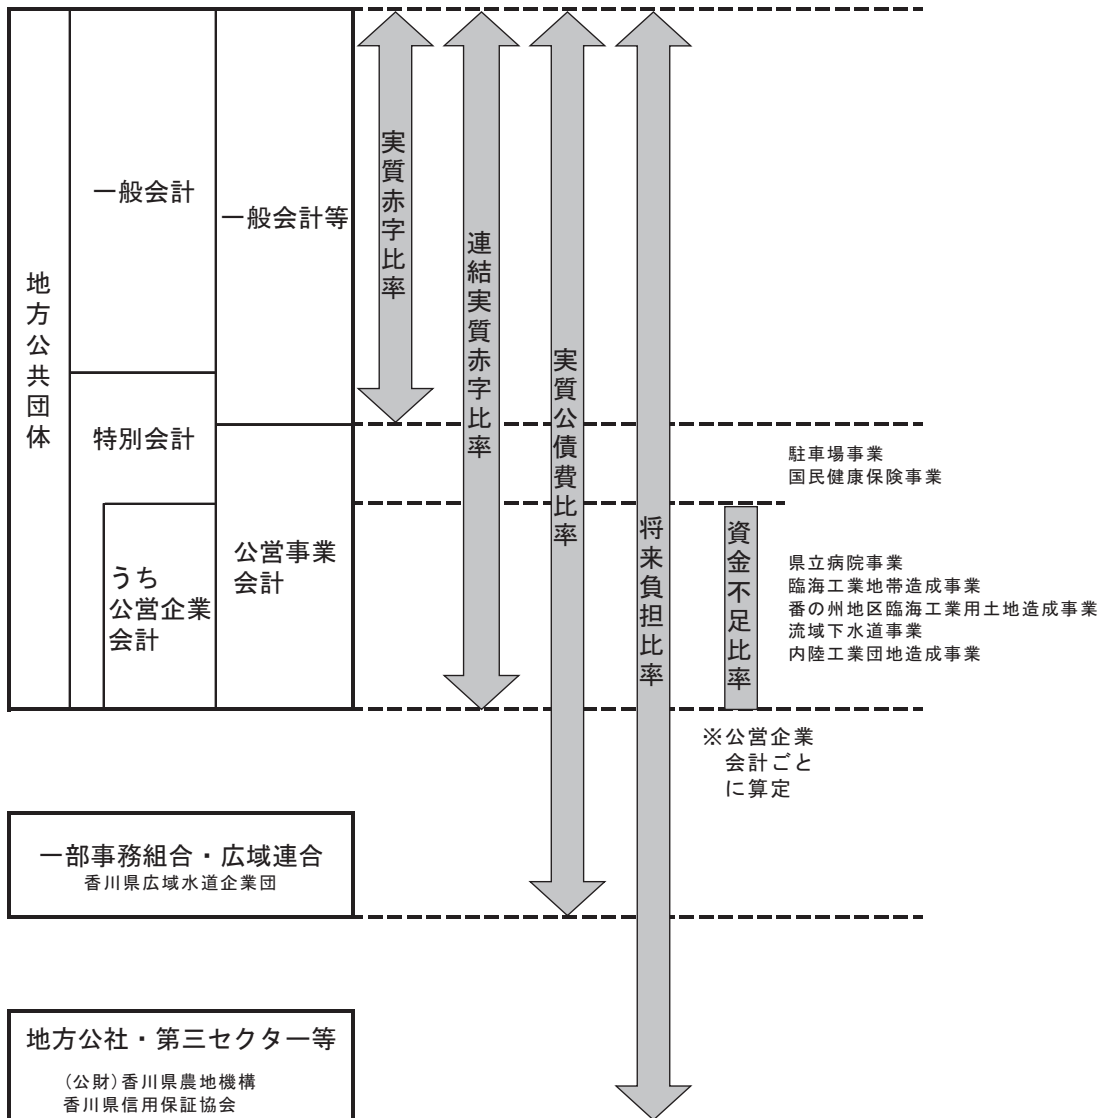 地方公共団体
一般会計
特別会計
うち
公営企業
会計
一般会計等
公営事業
会計
実質赤字比率
連結実質赤字比率
実質公債費比率
将来負担比率
資金不足比率
駐車場事業
国民健康保険事業
県立病院事業
臨海工業地帯造成事業
番の州地区臨海工業用土地造成事業
流域下水道事業
内陸工業団地造成事業
※公営企業
会計ごと
に算定
一部事務組合・広域連合
香川県広域水道企業団
地方公社・第三セクター等
(公財)香川県農地機構
香川県信用保証協会